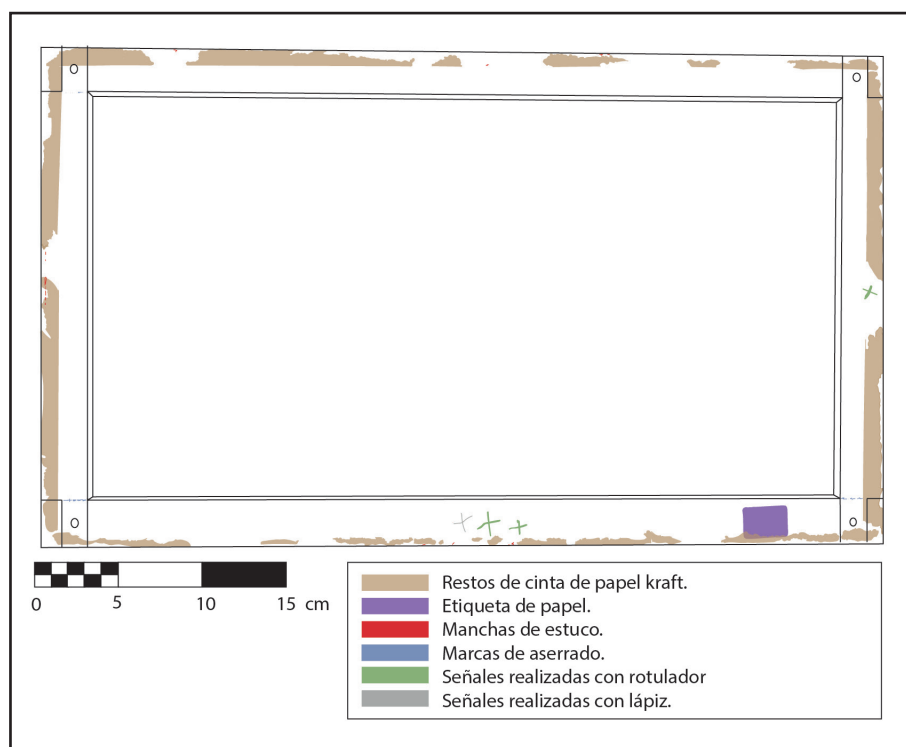 0 5 10 15 cm
Restos de cinta de papel kraft.
Etiqueta de papel.
Manchas de estuco.
Marcas de aserrado.
Señales realizadas con rotulador
Señales realizadas con lápiz.